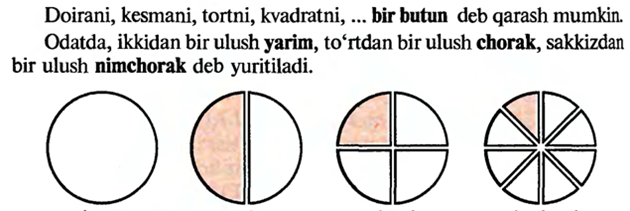 Doirani, kesmani, tortni, kvadratni, ... bir butun deb qarash mumkin.
Odatda, ikkidan bir ulush yarim, to‘rtdan bir ulush chorak, sakkizdan
bir ulush nimchorak deb yuritiladi.